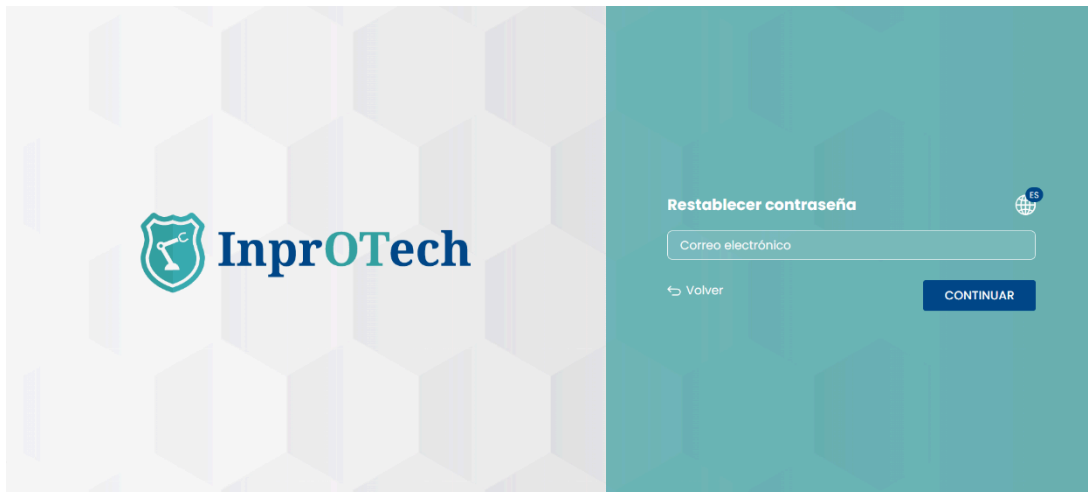 InprOTech
Restablecer contraseña
ES
Correo electrónico
Volver
CONTINUAR